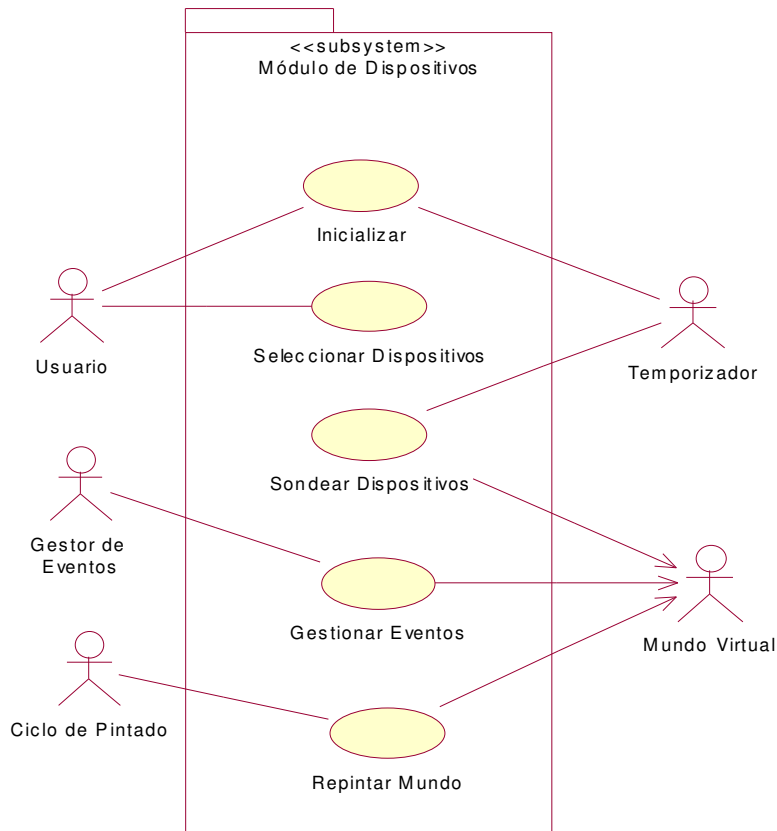 <<subsystem>>
Módulo de Dispositivos
Inicializar
Usuario
Seleccionar Dispositivos
Temporizador
Sondear Dispositivos
Gestor de
Eventos
Gestionar Eventos
Mundo Virtual
Ciclo de Pintado
Repintar Mundo